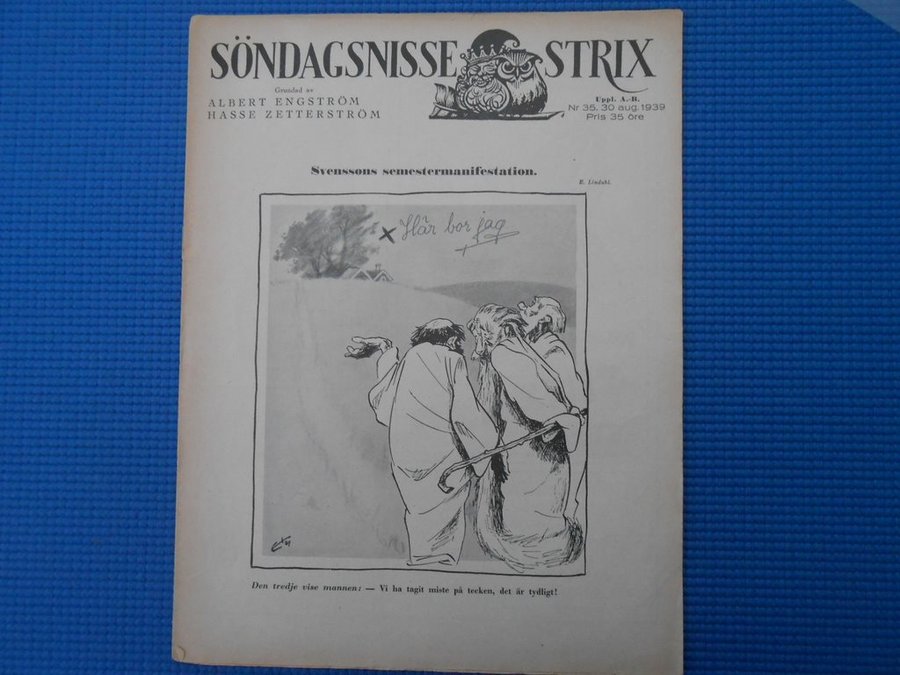 SÖNDAGSNISSE STRIX
Grundad av
ALBERT ENGSTRÖM
HASSE ZETTERSTRÖM
Uppl. A.-B.
Nr 35. 30 aug. 1939
Pris 35 öre
Svenssons semestermanifestation.
E. Lindahl.
Här bor jag
Den tredje vise mannen: — Vi ha tagit miste på tecken, det är tydligt!